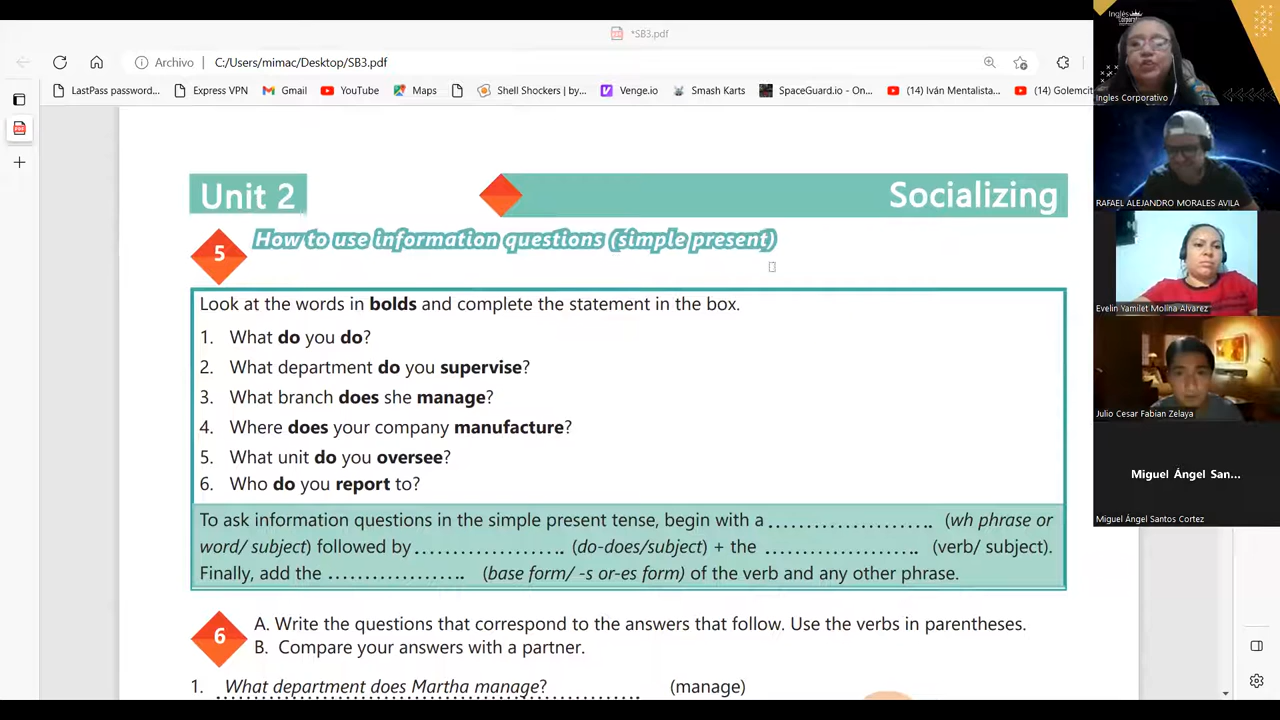 *SB3.pdf
Archivo C:/Users/mimac/Desktop/SB3.pdf
LastPass password... Express VPN Gmail YouTube Maps Shell Shockers | by... Venge.io Smash Karts SpaceGuard.io - On... (14) Iván Mentalista... (14) Golemcit
Unit 2 Socializing
5 How to use information questions (simple present)
Look at the words in bolds and complete the statement in the box.
1. What do you do?
2. What department do you supervise?
3. What branch does she manage?
4. Where does your company manufacture?
5. What unit do you oversee?
6. Who do you report to?
To ask information questions in the simple present tense, begin with a ...................... (wh phrase or
word/ subject) followed by..................... (do-does/subject) + the ..................... (verb/ subject).
Finally, add the ................... (base form/ -s or-es form) of the verb and any other phrase.
6 A. Write the questions that correspond to the answers that follow. Use the verbs in parentheses.
B. Compare your answers with a partner.
1. What department does Martha manage? (manage)
Inglés Corporativo
Ingles Corporativo
RAFAEL ALEJANDRO MORALES AVILA
Evelin Yamilet Molina Alvarez
Julio Cesar Fabian Zelaya
Miguel Ángel San...
Miguel Ángel Santos Cortez